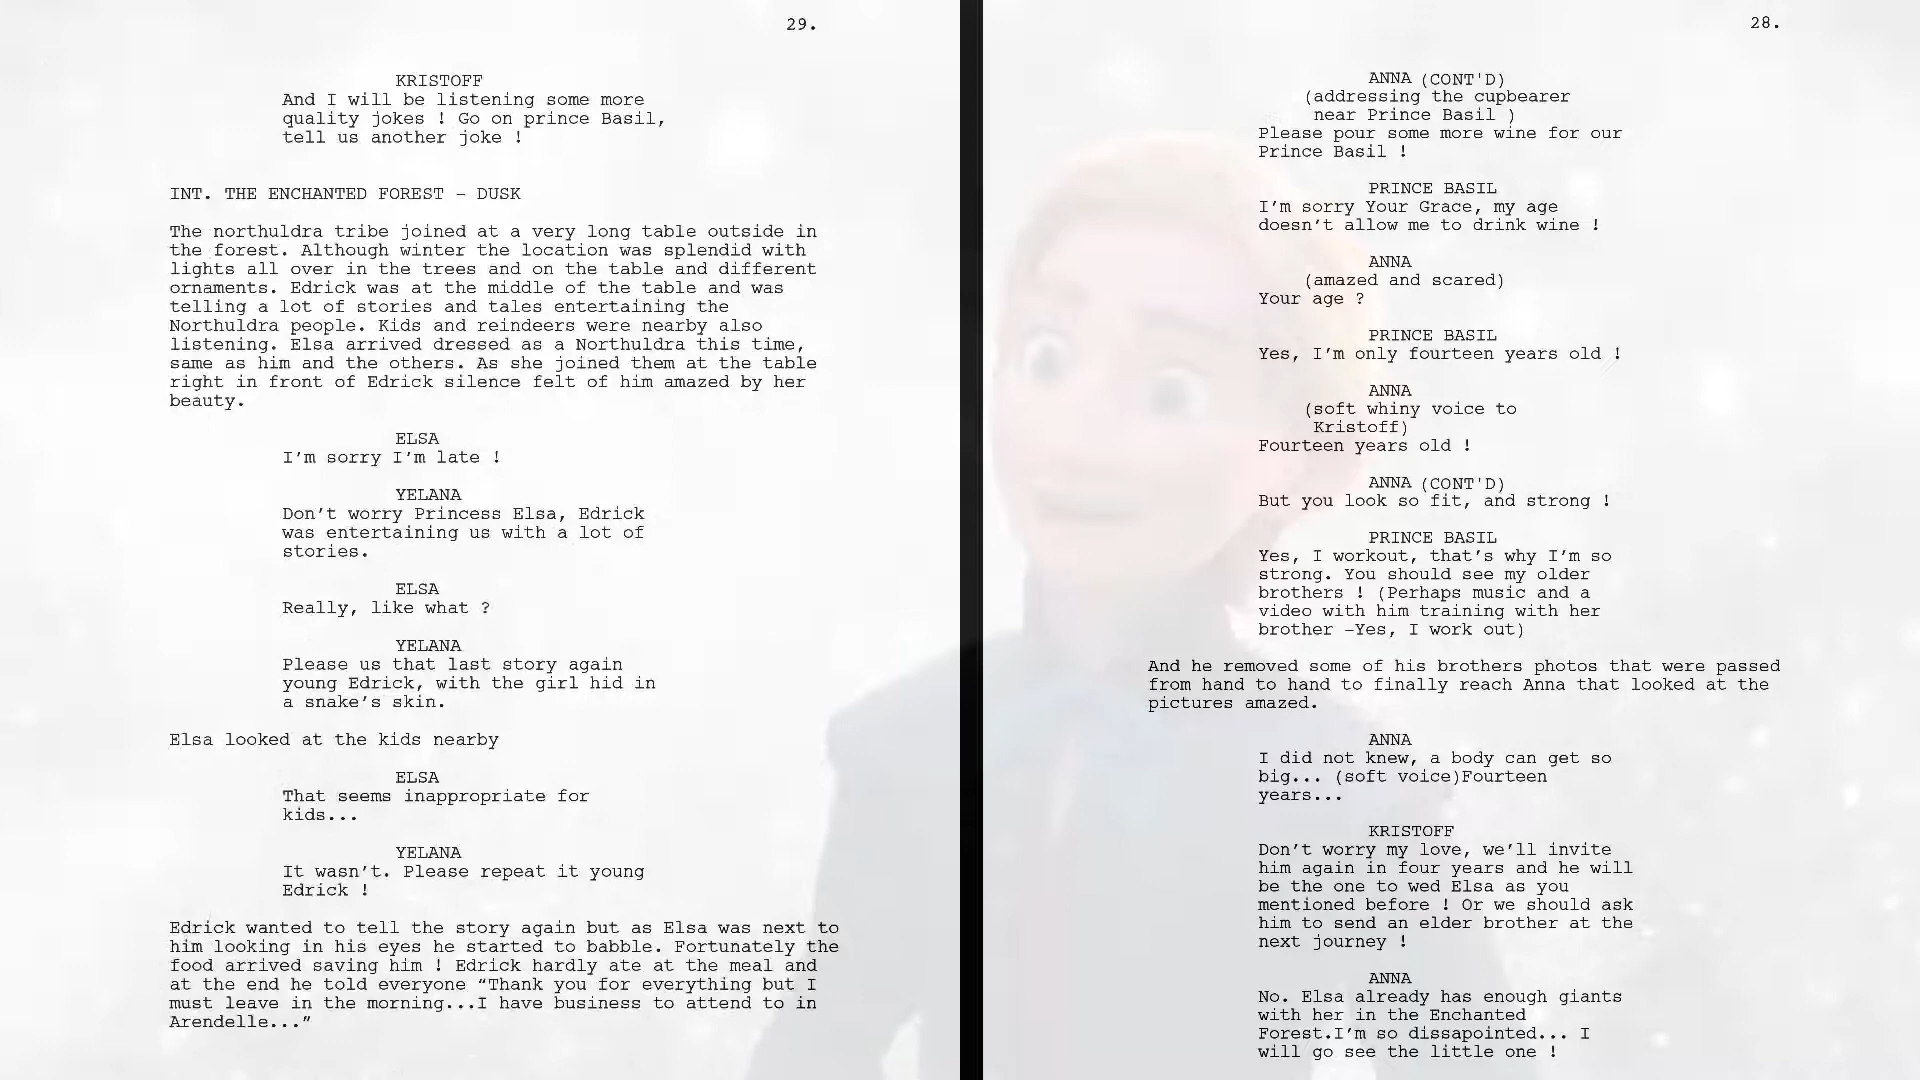 29.
KRISTOFF
And I will be listening some more
quality jokes ! Go on prince Basil,
tell us another joke !
INT. THE ENCHANTED FOREST - DUSK
The northuldra tribe joined at a very long table outside in
the forest. Although winter the location was splendid with
lights all over in the trees and on the table and different
ornaments. Edrick was at the middle of the table and was
telling a lot of stories and tales entertaining the
Northuldra people. Kids and reindeers were nearby also
listening. Elsa arrived dressed as a Northuldra this time,
same as him and the others. As she joined them at the table
right in front of Edrick silence felt of him amazed by her
beauty.
ELSA
I'm sorry I'm late !
YELANA
Don't worry Princess Elsa, Edrick
was entertaining us with a lot of
stories.
ELSA
Really, like what ?
YELANA
Please us that last story again
young Edrick, with the girl hid in
a snake's skin.
Elsa looked at the kids nearby
ELSA
That seems inappropriate for
kids...
YELANA
It wasn't. Please repeat it young
Edrick !
Edrick wanted to tell the story again but as Elsa was next to
him looking in his eyes he started to babble. Fortunately the
food arrived saving him ! Edrick hardly ate at the meal and
at the end he told everyone “Thank you for everything but I
must leave in the morning...I have business to attend to in
Arendelle...”
28.
ANNA (CONT'D)
(addressing the cupbearer
near Prince Basil )
Please pour some more wine for our
Prince Basil !
PRINCE BASIL
I'm sorry Your Grace, my age
doesn't allow me to drink wine !
ANNA
(amazed and scared)
Your age ?
PRINCE BASIL
Yes, I'm only fourteen years old !
ANNA
(soft whiny voice to
Kristoff)
Fourteen years old !
ANNA (CONT'D)
But you look so fit, and strong !
PRINCE BASIL
Yes, I workout, that's why I'm so
strong. You should see my older
brothers ! (Perhaps music and a
video with him training with her
brother -Yes, I work out)
And he removed some of his brothers photos that were passed
from hand to hand to finally reach Anna that looked at the
pictures amazed.
ANNA
I did not knew, a body can get so
big... (soft voice)Fourteen
years...
KRISTOFF
Don't worry my love, we'll invite
him again in four years and he will
be the one to wed Elsa as you
mentioned before ! Or we should ask
him to send an elder brother at the
next journey !
ANNA
No. Elsa already has enough giants
with her in the Enchanted
Forest.I'm so dissapointed... I
will go see the little one !